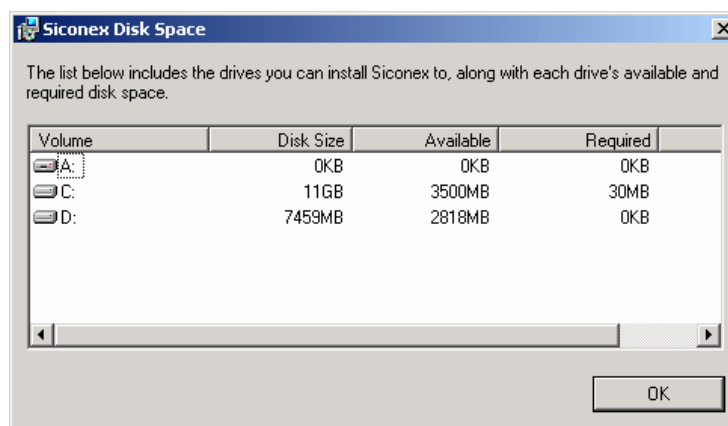 Siconex Disk Space
The list below includes the drives you can install Siconex to, along with each drive's available and
required disk space.
Volume Disk Size Available Required
A: 0KB 0KB 0KB
C: 11GB 3500MB 30MB
D: 7459MB 2818MB 0KB
OK